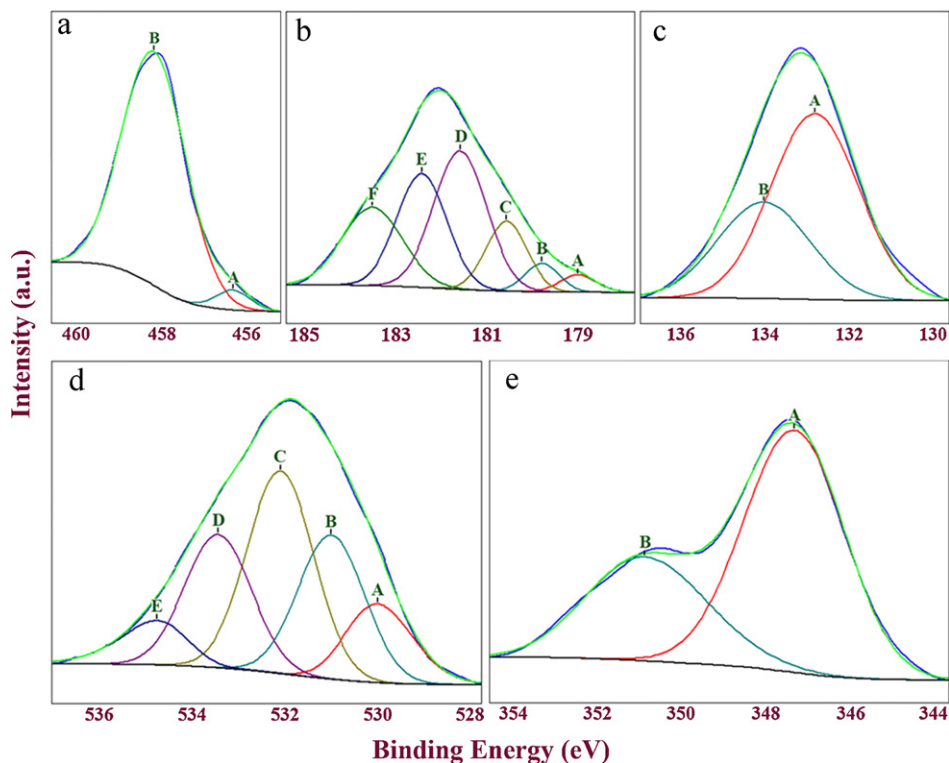 a
B
A
460 458 456
b
F E D C B A
185 183 181 179
c
A
B
136 134 132 130
d
E D C B A
536 534 532 530 528
e
A
B
354 352 350 348 346 344
Intensity (a.u.)
Binding Energy (eV)